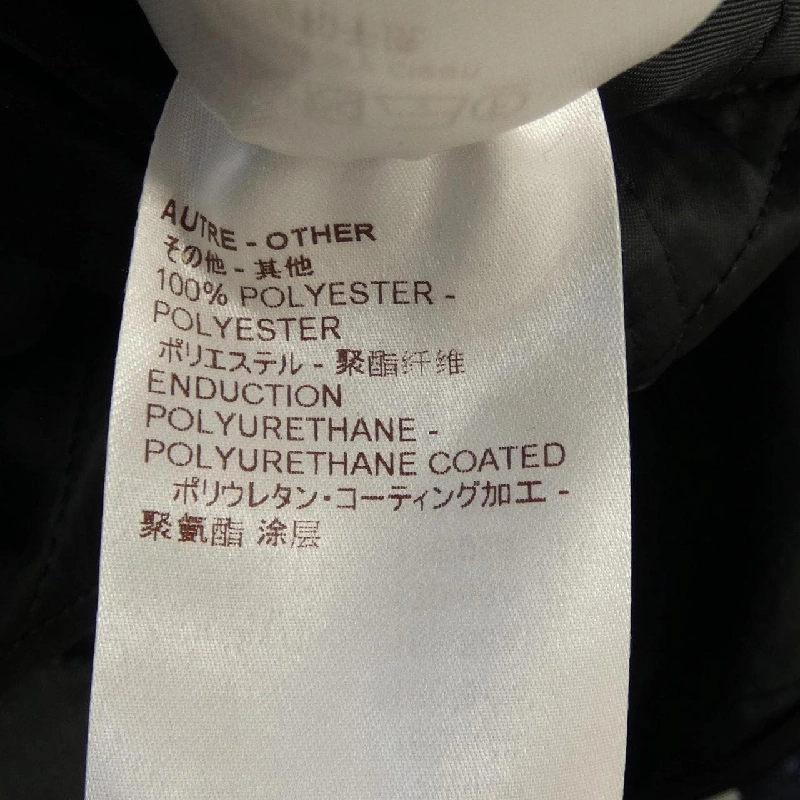 AUTRE - OTHER
その他 - 其他
100% POLYESTER -
POLYESTER
ポリエステル - 聚酯纤维
ENDUCTION
POLYURETHANE -
POLYURETHANE COATED
ポリウレタン・コーティング加工 -
聚氨酯 涂层